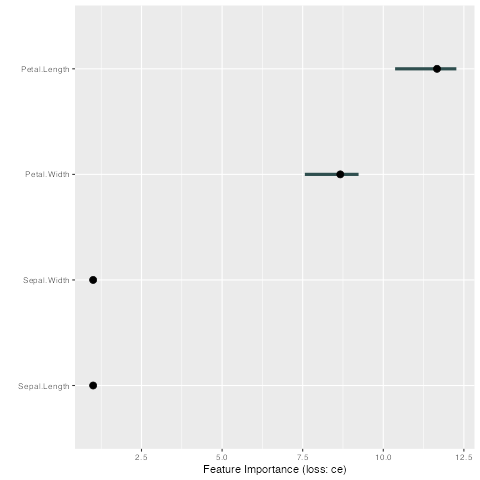 Petal.Length
Petal.Width
Sepal.Width
Sepal.Length
2.5 5.0 7.5 10.0 12.5
Feature Importance (loss: ce)